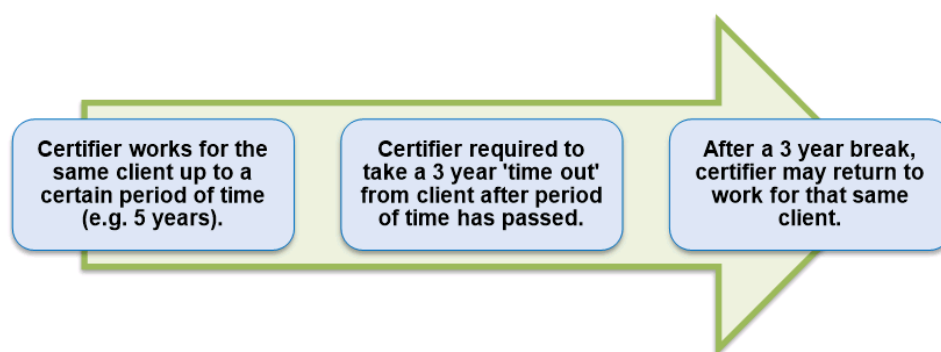 Certifier works for the
same client up to a
certain period of time
(e.g. 5 years).
Certifier required to
take a 3 year 'time out'
from client after period
of time has passed.
After a 3 year break,
certifier may return to
work for that same
client.